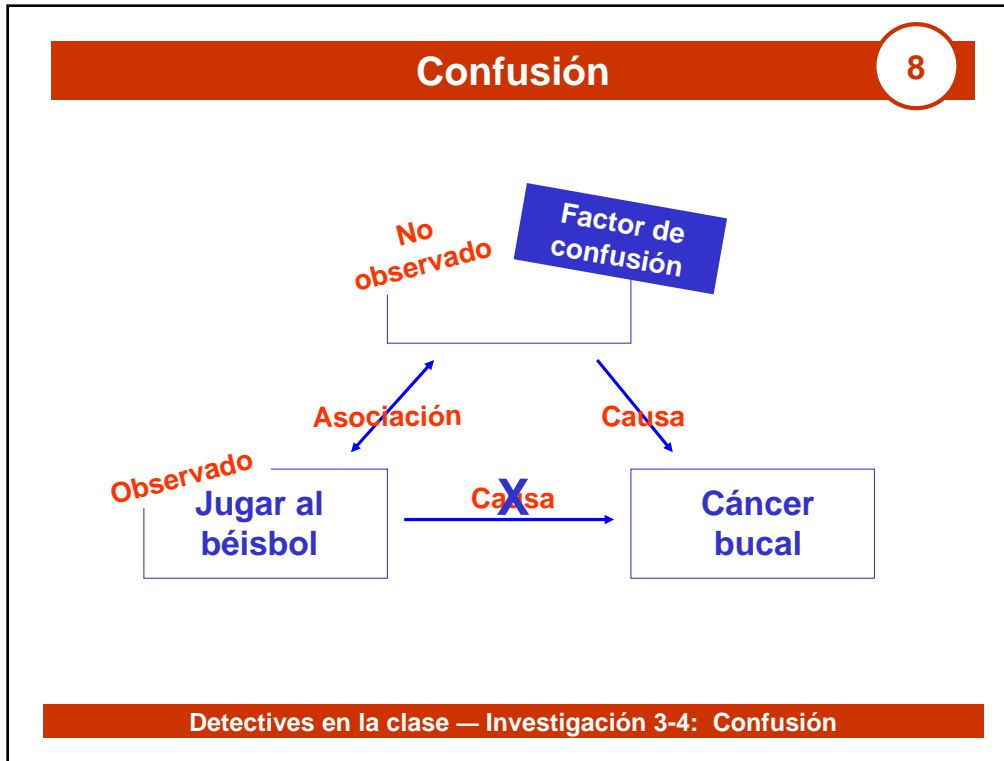 Confusión
8
No
observado
Factor de
confusión
Asociación
Causa
Observado
Jugar al
béisbol
Causa
X
Cáncer
bucal
Detectives en la clase — Investigación 3-4:  Confusión